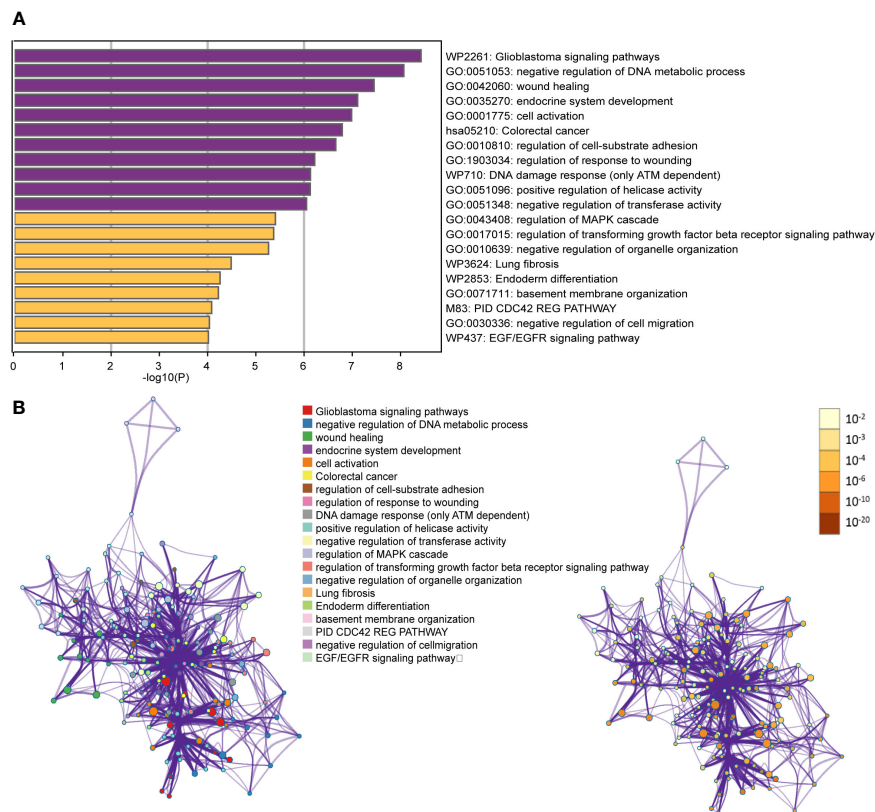 A
WP2261: Glioblastoma signaling pathways
GO:0051053: negative regulation of DNA metabolic process
GO:0042060: wound healing
GO:0035270: endocrine system development
GO:0001775: cell activation
hsa05210: Colorectal cancer
GO:0010810: regulation of cell-substrate adhesion
GO:1903034: regulation of response to wounding
WP710: DNA damage response (only ATM dependent)
GO:0051096: positive regulation of helicase activity
GO:0051348: negative regulation of transferase activity
GO:0043408: regulation of MAPK cascade
GO:0017015: regulation of transforming growth factor beta receptor signaling pathway
GO:0010639: negative regulation of organelle organization
WP3624: Lung fibrosis
WP2853: Endoderm differentiation
GO:0071711: basement membrane organization
M83: PID CDC42 REG PATHWAY
GO:0030336: negative regulation of cell migration
WP437: EGF/EGFR signaling pathway
0 1 2 3 4 5 6 7 8
-log10(P)
B
Glioblastoma signaling pathways
negative regulation of DNA metabolic process
wound healing
endocrine system development
cell activation
Colorectal cancer
regulation of cell-substrate adhesion
regulation of response to wounding
DNA damage response (only ATM dependent)
positive regulation of helicase activity
negative regulation of transferase activity
regulation of MAPK cascade
regulation of transforming growth factor beta receptor signaling pathway
negative regulation of organelle organization
Lung fibrosis
Endoderm differentiation
basement membrane organization
PID CDC42 REG PATHWAY
negative regulation of cellmigration
EGF/EGFR signaling pathway□
10-2
10-3
10-4
10-6
10-10
10-20